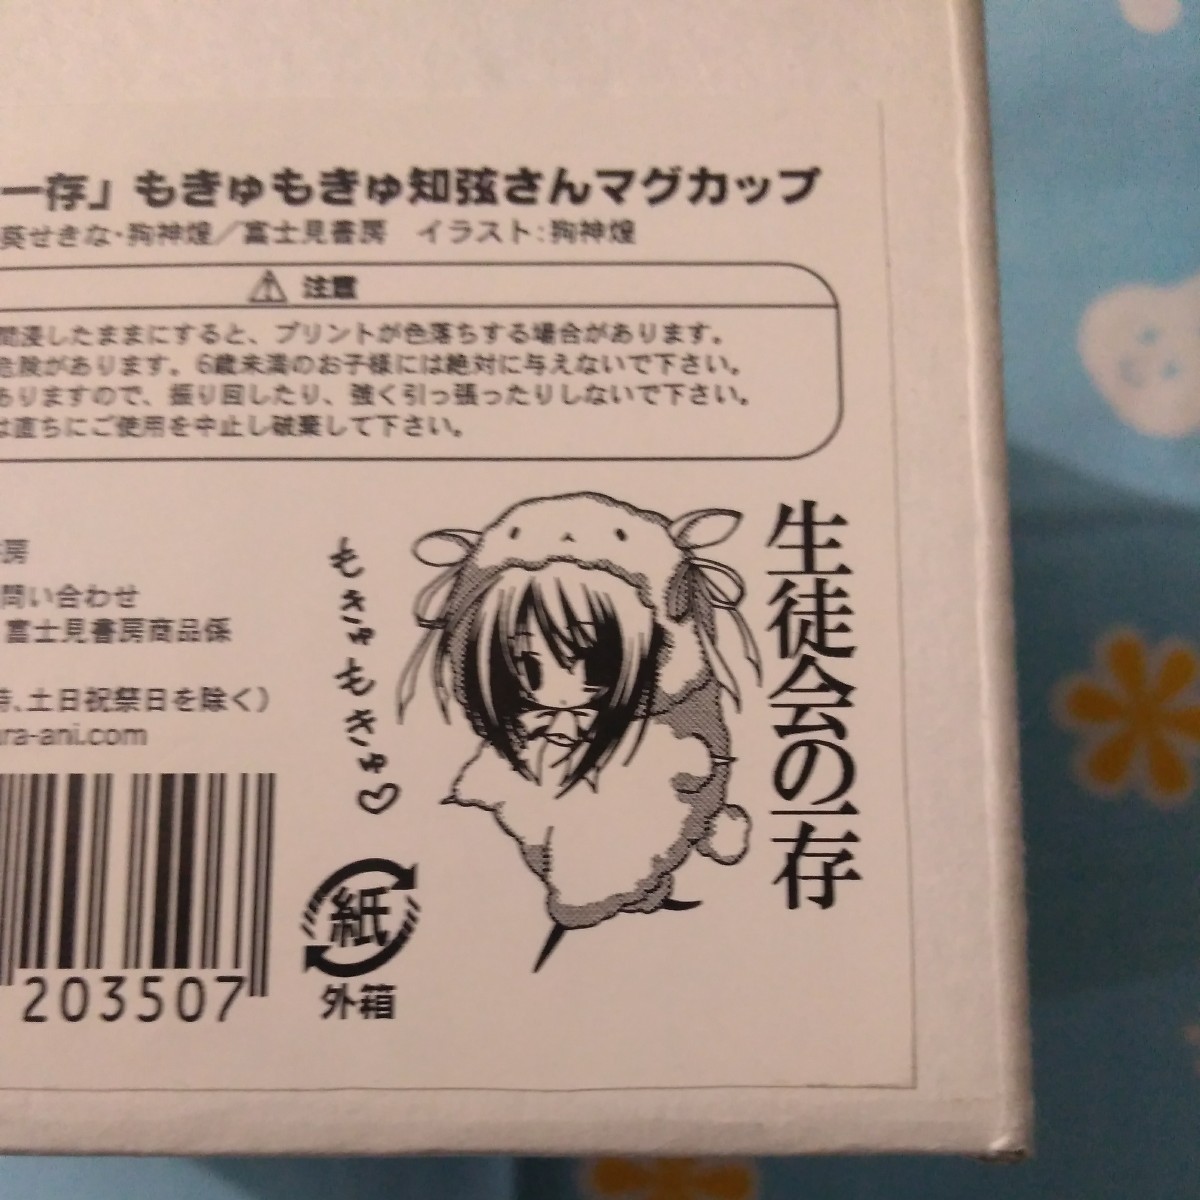 一存」もきゅもきゅ知弦さんマグカップ
葵せきな・狗神煌／富士見書房　イラスト：狗神煌
注意
間浸したままにすると、プリントが色落ちする場合があります。
危険があります。6歳未満のお子様には絶対に与えないで下さい。
ありますので、振り回したり、強く引っ張ったりしないで下さい。
は直ちにご使用を中止し破棄して下さい。
房
問い合わせ
富士見書房商品係
時、土日祝祭日を除く）
ra-ani.com
203507
もきゅもきゅ♡
紙
外箱
生徒会の一存